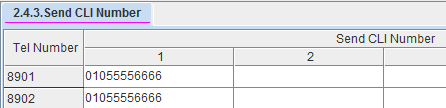 2.4.3.Send CLI Number
Tel Number
Send CLI Number
1 2
8901 01055556666
8902 01055556666